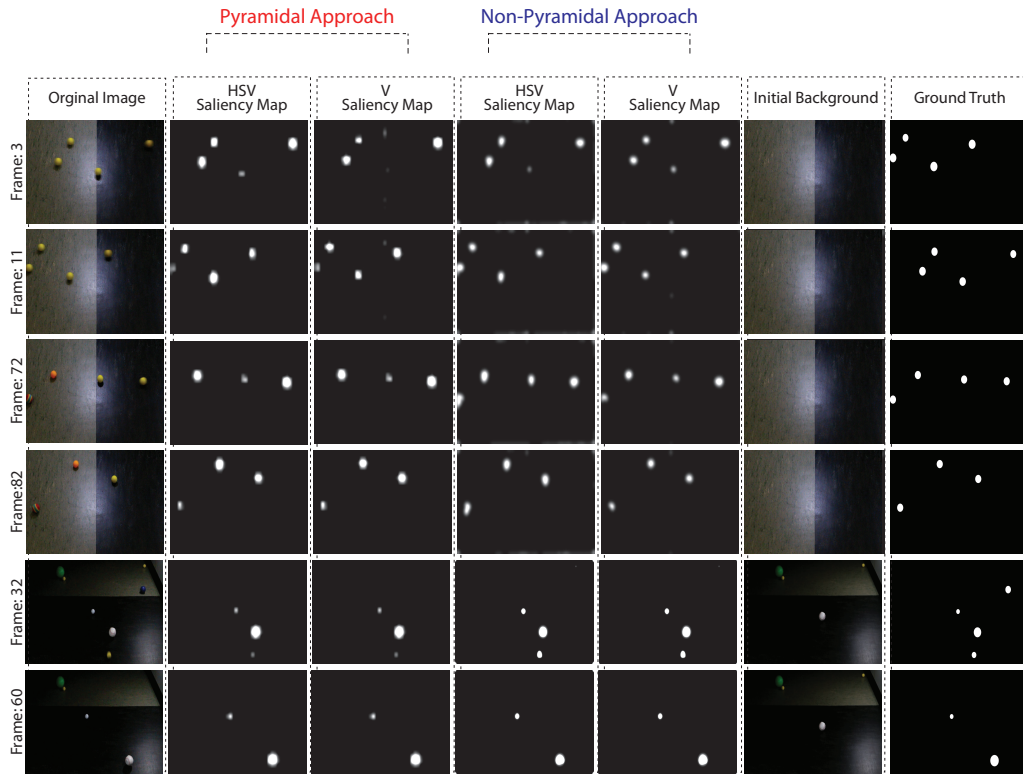 Pyramidal Approach
Non-Pyramidal Approach
Orginal Image
HSV
Saliency Map
V
Saliency Map
HSV
Saliency Map
V
Saliency Map
Initial Background
Ground Truth
Frame: 3
Frame: 11
Frame: 72
Frame:82
Frame: 32
Frame: 60